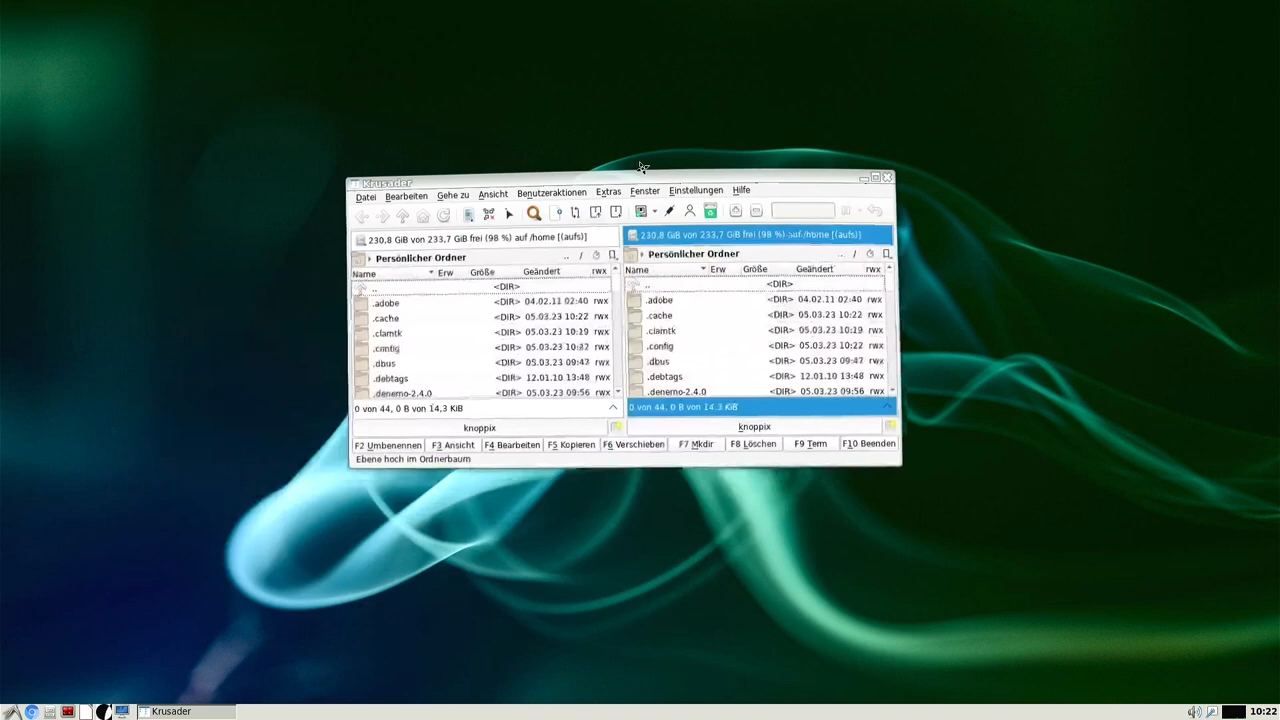 Krusader
Datei Bearbeiten Gehe zu Ansicht Benutzeraktionen Extras Fenster Einstellungen Hilfe
230,8 GiB von 233,7 GiB frei (98 %) auf /home [(aufs)]
Persönlicher Ordner .. /
Name Erw Größe Geändert rwx
.. <DIR>
.adobe <DIR> 04.02.11 02:40 rwx
.cache <DIR> 05.03.23 10:22 rwx
.clamtk <DIR> 05.03.23 10:19 rwx
.config <DIR> 05.03.23 10:22 rwx
.dbus <DIR> 05.03.23 09:47 rwx
.debtags <DIR> 12.01.10 13:48 rwx
.denemo-2.4.0 <DIR> 05.03.23 09:56 rwx
0 von 44, 0 B von 14,3 KiB
knoppix
230,8 GiB von 233,7 GiB frei (98 %) auf /home [(aufs)]
Persönlicher Ordner .. /
Name Erw Größe Geändert rwx
.. <DIR>
.adobe <DIR> 04.02.11 02:40 rwx
.cache <DIR> 05.03.23 10:22 rwx
.clamtk <DIR> 05.03.23 10:19 rwx
.config <DIR> 05.03.23 10:22 rwx
.dbus <DIR> 05.03.23 09:47 rwx
.debtags <DIR> 12.01.10 13:48 rwx
.denemo-2.4.0 <DIR> 05.03.23 09:56 rwx
0 von 44, 0 B von 14,3 KiB
knoppix
F2 Umbenennen F3 Ansicht F4 Bearbeiten F5 Kopieren F6 Verschieben F7 Mkdir F8 Löschen F9 Term F10 Beenden
Ebene hoch im Ordnerbaum
Krusader
10:22